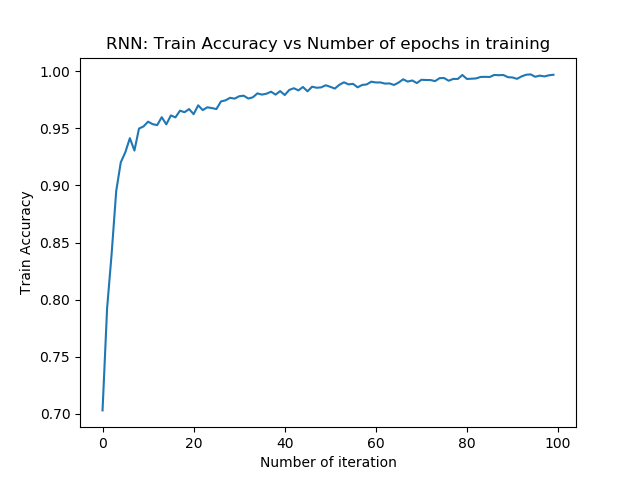 RNN: Train Accuracy vs Number of epochs in training
1.00
0.95
0.90
0.85
0.80
0.75
0.70
Train Accuracy
0 20 40 60 80 100
Number of iteration